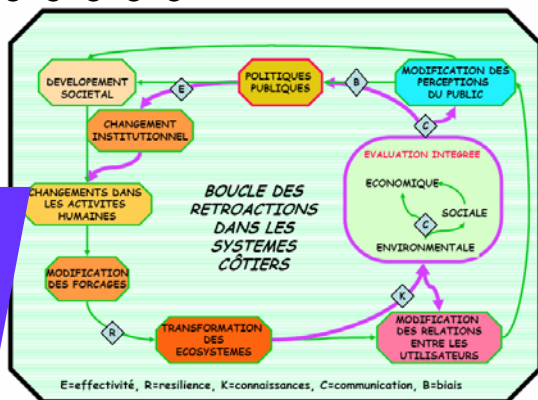 DEVELOPEMENT
SOCIETAL
POLITIQUES
PUBLIQUES
MODIFICATION DES
PERCEPTIONS
DU PUBLIC
E
B
C
CHANGEMENT
INSTITUTIONNEL
EVALUATION INTEGREE
ECONOMIQUE
SOCIALE
C
ENVIRONMENTALE
CHANGEMENTS DANS
LES ACTIVITES
HUMAINES
BOUCLE DES
RETROACTIONS
DANS LES
SYSTEMES
CÔTIERS
MODIFICATION
DES FORCAGES
K
R
TRANSFORMATION
DES
ECOSYSTEMES
MODIFICATION
DES RELATIONS
ENTRE LES
UTILISATEURS
E=effectivité, R=resilience, K=connaissances, C=communication, B=biais